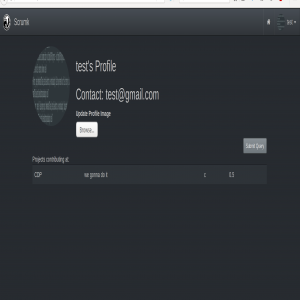 Scrumk
test
test's Profile
Contact: test@gmail.com
Update Profile Image
Browse...
Submit Query
Projects contributing at:
CDP we gonna do it c 0.3